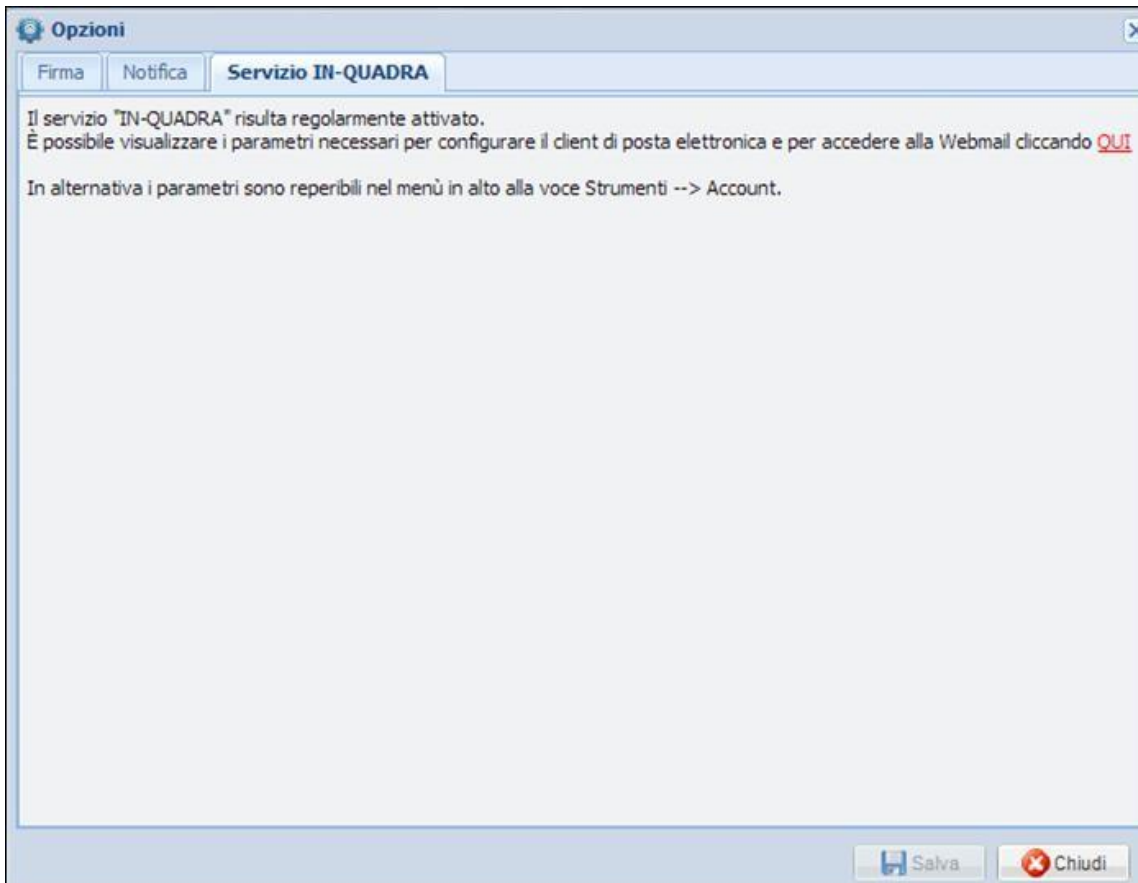 Opzioni
Firma Notifica Servizio IN-QUADRA
Il servizio "IN-QUADRA" risulta regolarmente attivato.
È possibile visualizzare i parametri necessari per configurare il client di posta elettronica e per accedere alla Webmail cliccando QUI
In alternativa i parametri sono reperibili nel menù in alto alla voce Strumenti --> Account.
Salva Chiudi